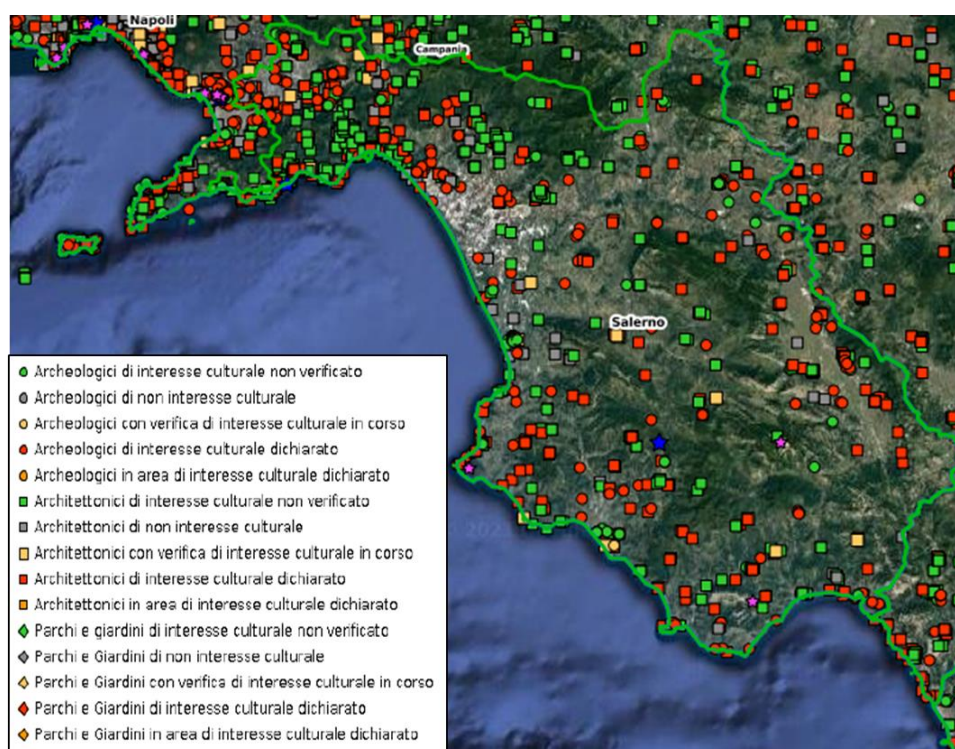 Napoli
Campania
Salerno
Archeologici di interesse culturale non verificato
Archeologici di non interesse culturale
Archeologici con verifica di interesse culturale in corso
Archeologici di interesse culturale dichiarato
Archeologici in area di interesse culturale dichiarato
Architettonici di interesse culturale non verificato
Architettonici di non interesse culturale
Architettonici con verifica di interesse culturale in corso
Architettonici di interesse culturale dichiarato
Architettonici in area di interesse culturale dichiarato
Parchi e giardini di interesse culturale non verificato
Parchi e Giardini di non interesse culturale
Parchi e Giardini con verifica di interesse culturale in corso
Parchi e Giardini di interesse culturale dichiarato
Parchi e Giardini in area di interesse culturale dichiarato